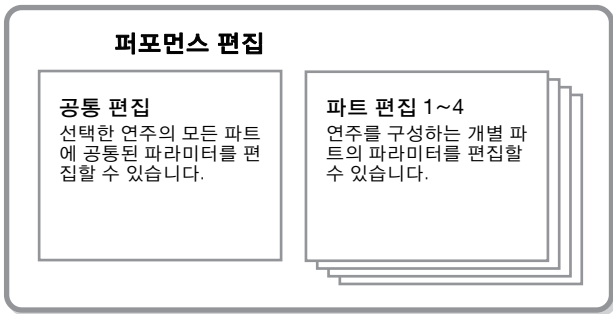 퍼포먼스 편집
공통 편집
선택한 연주의 모든 파트
에 공통된 파라미터를 편
집할 수 있습니다.
파트 편집 1~4
연주를 구성하는 개별 파
트의 파라미터를 편집할
수 있습니다.